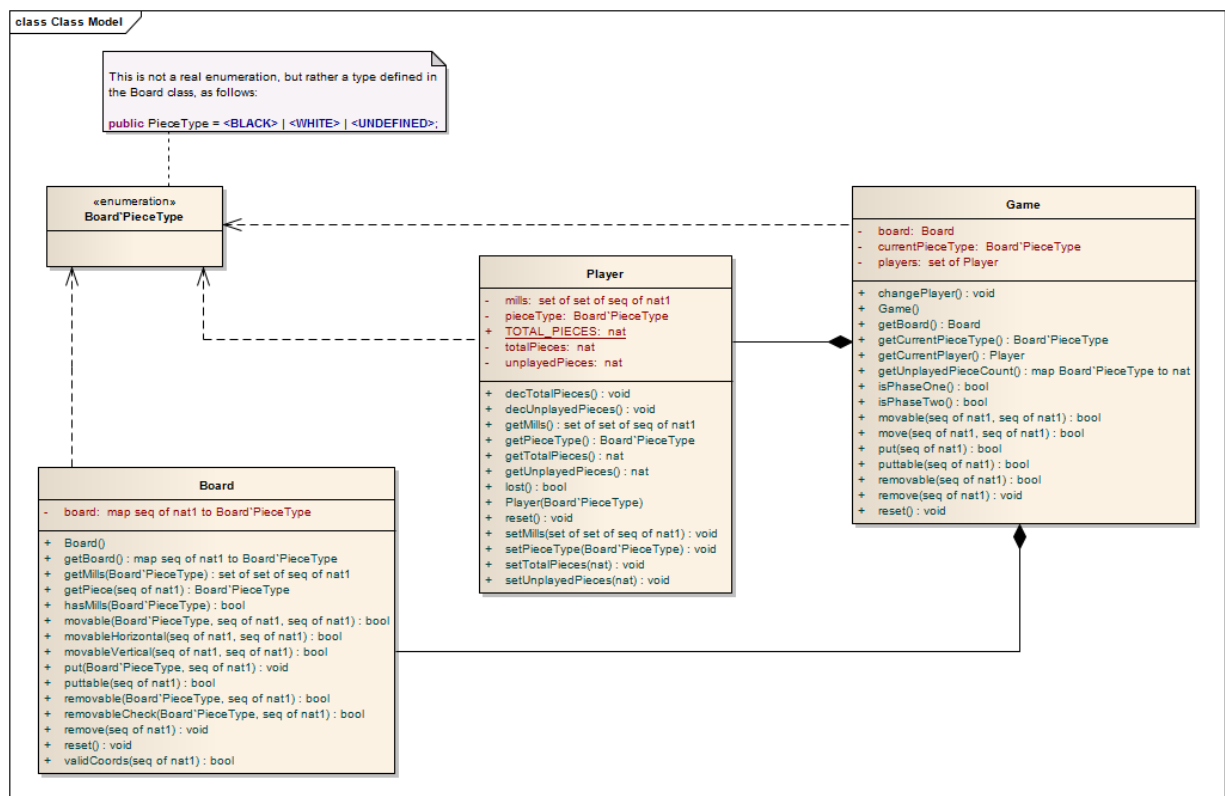 class Class Model
This is not a real enumeration, but rather a type defined in
the Board class, as follows:
public PieceType = <BLACK> | <WHITE> | <UNDEFINED>;
«enumeration»
Board`PieceType
Game
- board: Board
- currentPieceType: Board`PieceType
- players: set of Player
+ changePlayer() : void
+ Game()
+ getBoard() : Board
+ getCurrentPieceType() : Board`PieceType
+ getCurrentPlayer() : Player
+ getUnplayedPieceCount() : map Board`PieceType to nat
+ isPhaseOne() : bool
+ isPhaseTwo() : bool
+ movable(seq of nat1, seq of nat1) : bool
+ move(seq of nat1, seq of nat1) : bool
+ put(seq of nat1) : bool
+ puttable(seq of nat1) : bool
+ removable(seq of nat1) : bool
+ remove(seq of nat1) : void
+ reset() : void
Player
- mills: set of set of seq of nat1
- pieceType: Board`PieceType
+ TOTAL_PIECES: nat
- totalPieces: nat
- unplayedPieces: nat
+ decTotalPieces() : void
+ decUnplayedPieces() : void
+ getMills() : set of set of seq of nat1
+ getPieceType() : Board`PieceType
+ getTotalPieces() : nat
+ getUnplayedPieces() : nat
+ lost() : bool
+ Player(Board`PieceType)
+ reset() : void
+ setMills(set of set of seq of nat1) : void
+ setPieceType(Board`PieceType) : void
+ setTotalPieces(nat) : void
+ setUnplayedPieces(nat) : void
Board
- board: map seq of nat1 to Board`PieceType
+ Board()
+ getBoard() : map seq of nat1 to Board`PieceType
+ getMills(Board`PieceType) : set of set of seq of nat1
+ getPiece(seq of nat1) : Board`PieceType
+ hasMills(Board`PieceType) : bool
+ movable(Board`PieceType, seq of nat1, seq of nat1) : bool
+ movableHorizontal(seq of nat1, seq of nat1) : bool
+ movableVertical(seq of nat1, seq of nat1) : bool
+ put(Board`PieceType, seq of nat1) : void
+ puttable(seq of nat1) : bool
+ removable(Board`PieceType, seq of nat1) : bool
+ removableCheck(Board`PieceType, seq of nat1) : bool
+ remove(seq of nat1) : void
+ reset() : void
+ validCoords(seq of nat1) : bool